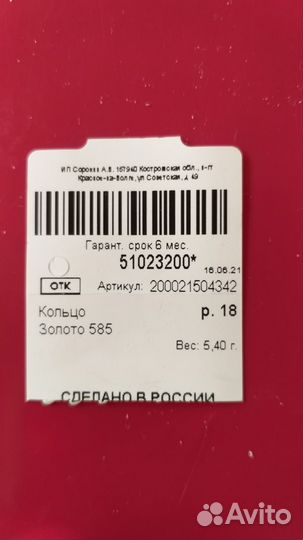 ИП Сорокин А.В. 157940 Костромская обл., п-гт
Красное-на-Волге, ул Советская, д 49
Гарант. срок 6 мес.
51023200*
16.06.21
ОТК Артикул: 200021504342
Кольцо р. 18
Золото 585
Вес: 5,40 г.
СДЕЛАНО В РОССИИ
Avito